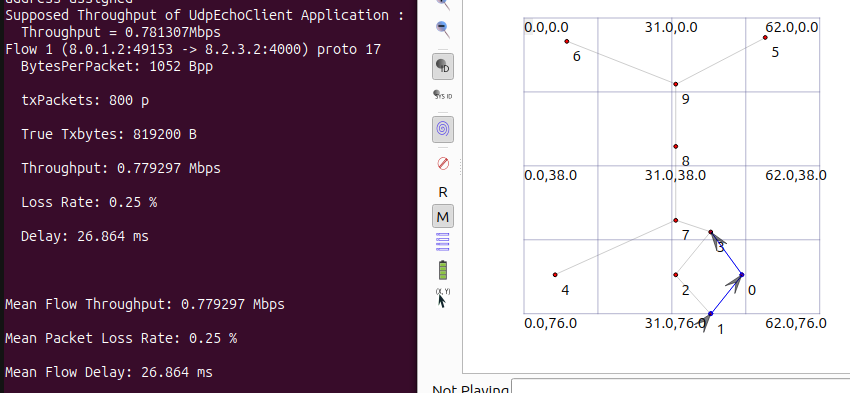 address assigned
Supposed Throughput of UdpEchoClient Application :
Throughput = 0.781307Mbps
Flow 1 (8.0.1.2:49153 -> 8.2.3.2:4000) proto 17
BytesPerPacket: 1052 Bpp
txPackets: 800 p
True Txbytes: 819200 B
Throughput: 0.779297 Mbps
Loss Rate: 0.25 %
Delay: 26.864 ms
Mean Flow Throughput: 0.779297 Mbps
Mean Packet Loss Rate: 0.25 %
Mean Flow Delay: 26.864 ms
ID
SYS ID
R
M
(X, Y)
0.0,0.0 31.0,0.0 62.0,0.0
6 5
9
8
0.0,38.0 31.0,38.0 62.0,38.0
7 3
4 2 0
0.0,76.0 31.0,76.0 62.0,76.0
1
Not Playing